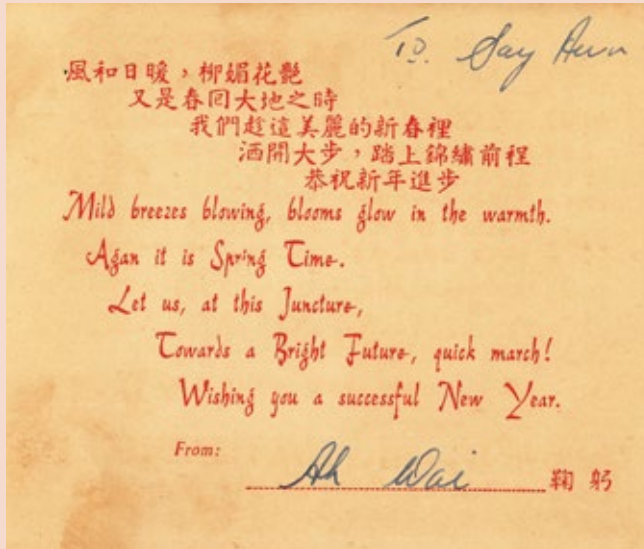 To. Say
風和日暖，柳媚花艷
又是春回大地之時
我們趁這美麗的新春裡
洒開大步，踏上錦繡前程
恭祝新年進步
Mild breezes blowing, blooms glow in the warmth.
Agan it is Spring Time.
Let us, at this Juncture,
Towards a Bright Future, quick march!
Wishing you a successful New Year.
From: Ah Wai 鞠躬